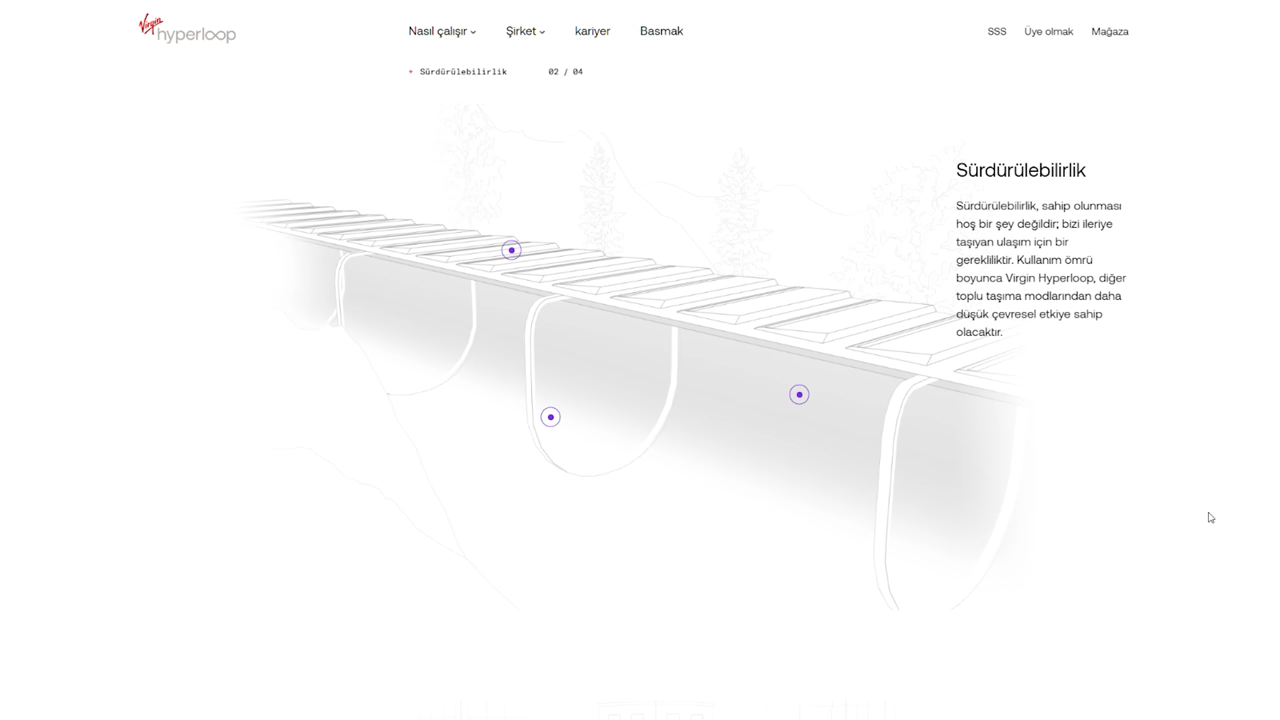 Virgin
hyperloop
Nasıl çalışır
Şirket
kariyer
Basmak
SSS
Üye olmak
Mağaza
+ Sürdürülebilirlik 02 / 04
Sürdürülebilirlik
Sürdürülebilirlik, sahip olunması
hoş bir şey değildir; bizi ileriye
taşıyan ulaşım için bir
gerekliliktir. Kullanım ömrü
boyunca Virgin Hyperloop, diğer
toplu taşıma modlarından daha
düşük çevresel etkiye sahip
olacaktır.